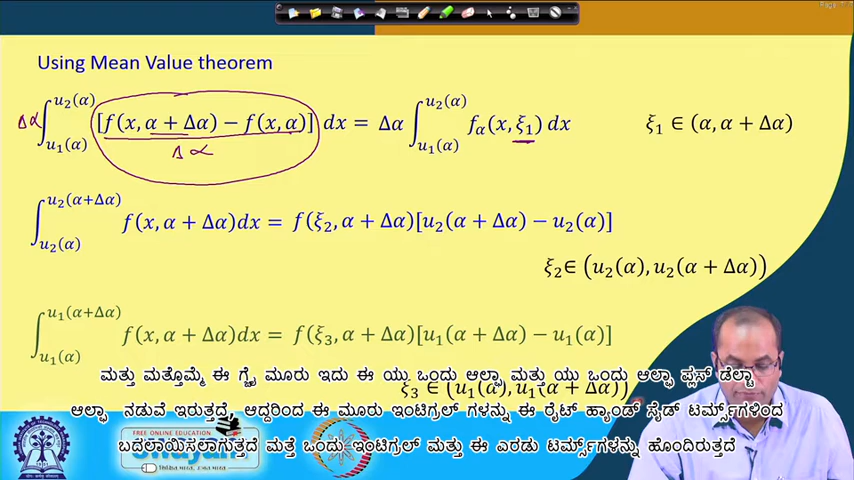 Using Mean Value theorem
Δα ∫_{u₁(α)}^{u₂(α)} [f(x, α + Δα) − f(x, α)] dx = Δα ∫_{u₁(α)}^{u₂(α)} f_α(x, ξ₁) dx     ξ₁ ∈ (α, α + Δα)
Δα
∫_{u₂(α)}^{u₂(α+Δα)} f(x, α + Δα)dx = f(ξ₂, α + Δα)[u₂(α + Δα) − u₂(α)]
ξ₂∈ (u₂(α), u₂(α + Δα))
∫_{u₁(α)}^{u₁(α+Δα)} f(x, α + Δα)dx = f(ξ₃, α + Δα)[u₁(α + Δα) − u₁(α)]
ಮತ್ತು ಮತ್ತೊಮ್ಮೆ ಈ ಗ್ಸೈ ಮೂರು ಇದು ಈ ಯು ಒಂದು ಆಲ್ಫಾ ಮತ್ತು ಯು ಒಂದು ಆಲ್ಫಾ ಪ್ಲಸ್ ಡೆಲ್ಟಾ
ξ₃ ∈ (u₁(α), u₁(α + Δα))
ಆಲ್ಫಾ ನಡುವೆ ಇರುತ್ತದೆ, ಆದ್ದರಿಂದ ಈ ಮೂರು ಇಂಟಿಗ್ರಲ್ ಗಳನ್ನು ಈ ರೈಟ್ ಹ್ಯಾಂಡ್ ಸೈಡ್ ಟರ್ಮ್ಸ್‌ಗಳಿಂದ
FREE ONLINE EDUCATION
ಬದಲಾಯಿಸಲಾಗುತ್ತದೆ ಮತ್ತೆ ಒಂದು ಇಂಟಿಗ್ರಲ್ ಮತ್ತು ಈ ಎರಡು ಟರ್ಮ್ಸ್‌ಗಳನ್ನು ಹೊಂದಿರುತ್ತದೆ